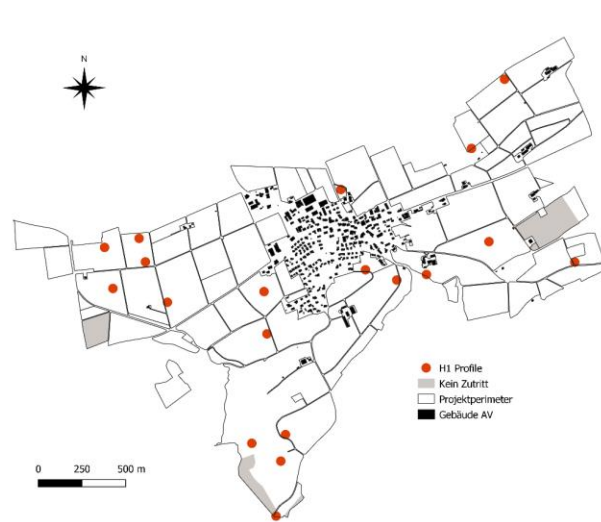 N
H1 Profile
Kein Zutritt
Projektperimeter
Gebäude AV
0 250 500 m